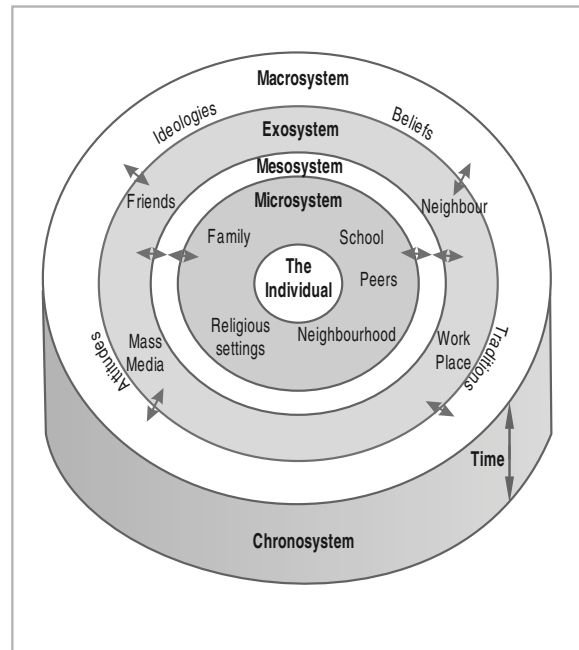 Macrosystem
Ideologies
Beliefs
Exosystem
Mesosystem
Friends
Microsystem
Neighbour
Family
School
The
Individual
Peers
Religious
settings
Neighbourhood
Mass
Media
Work
Place
Attitudes
Traditions
Time
Chronosystem